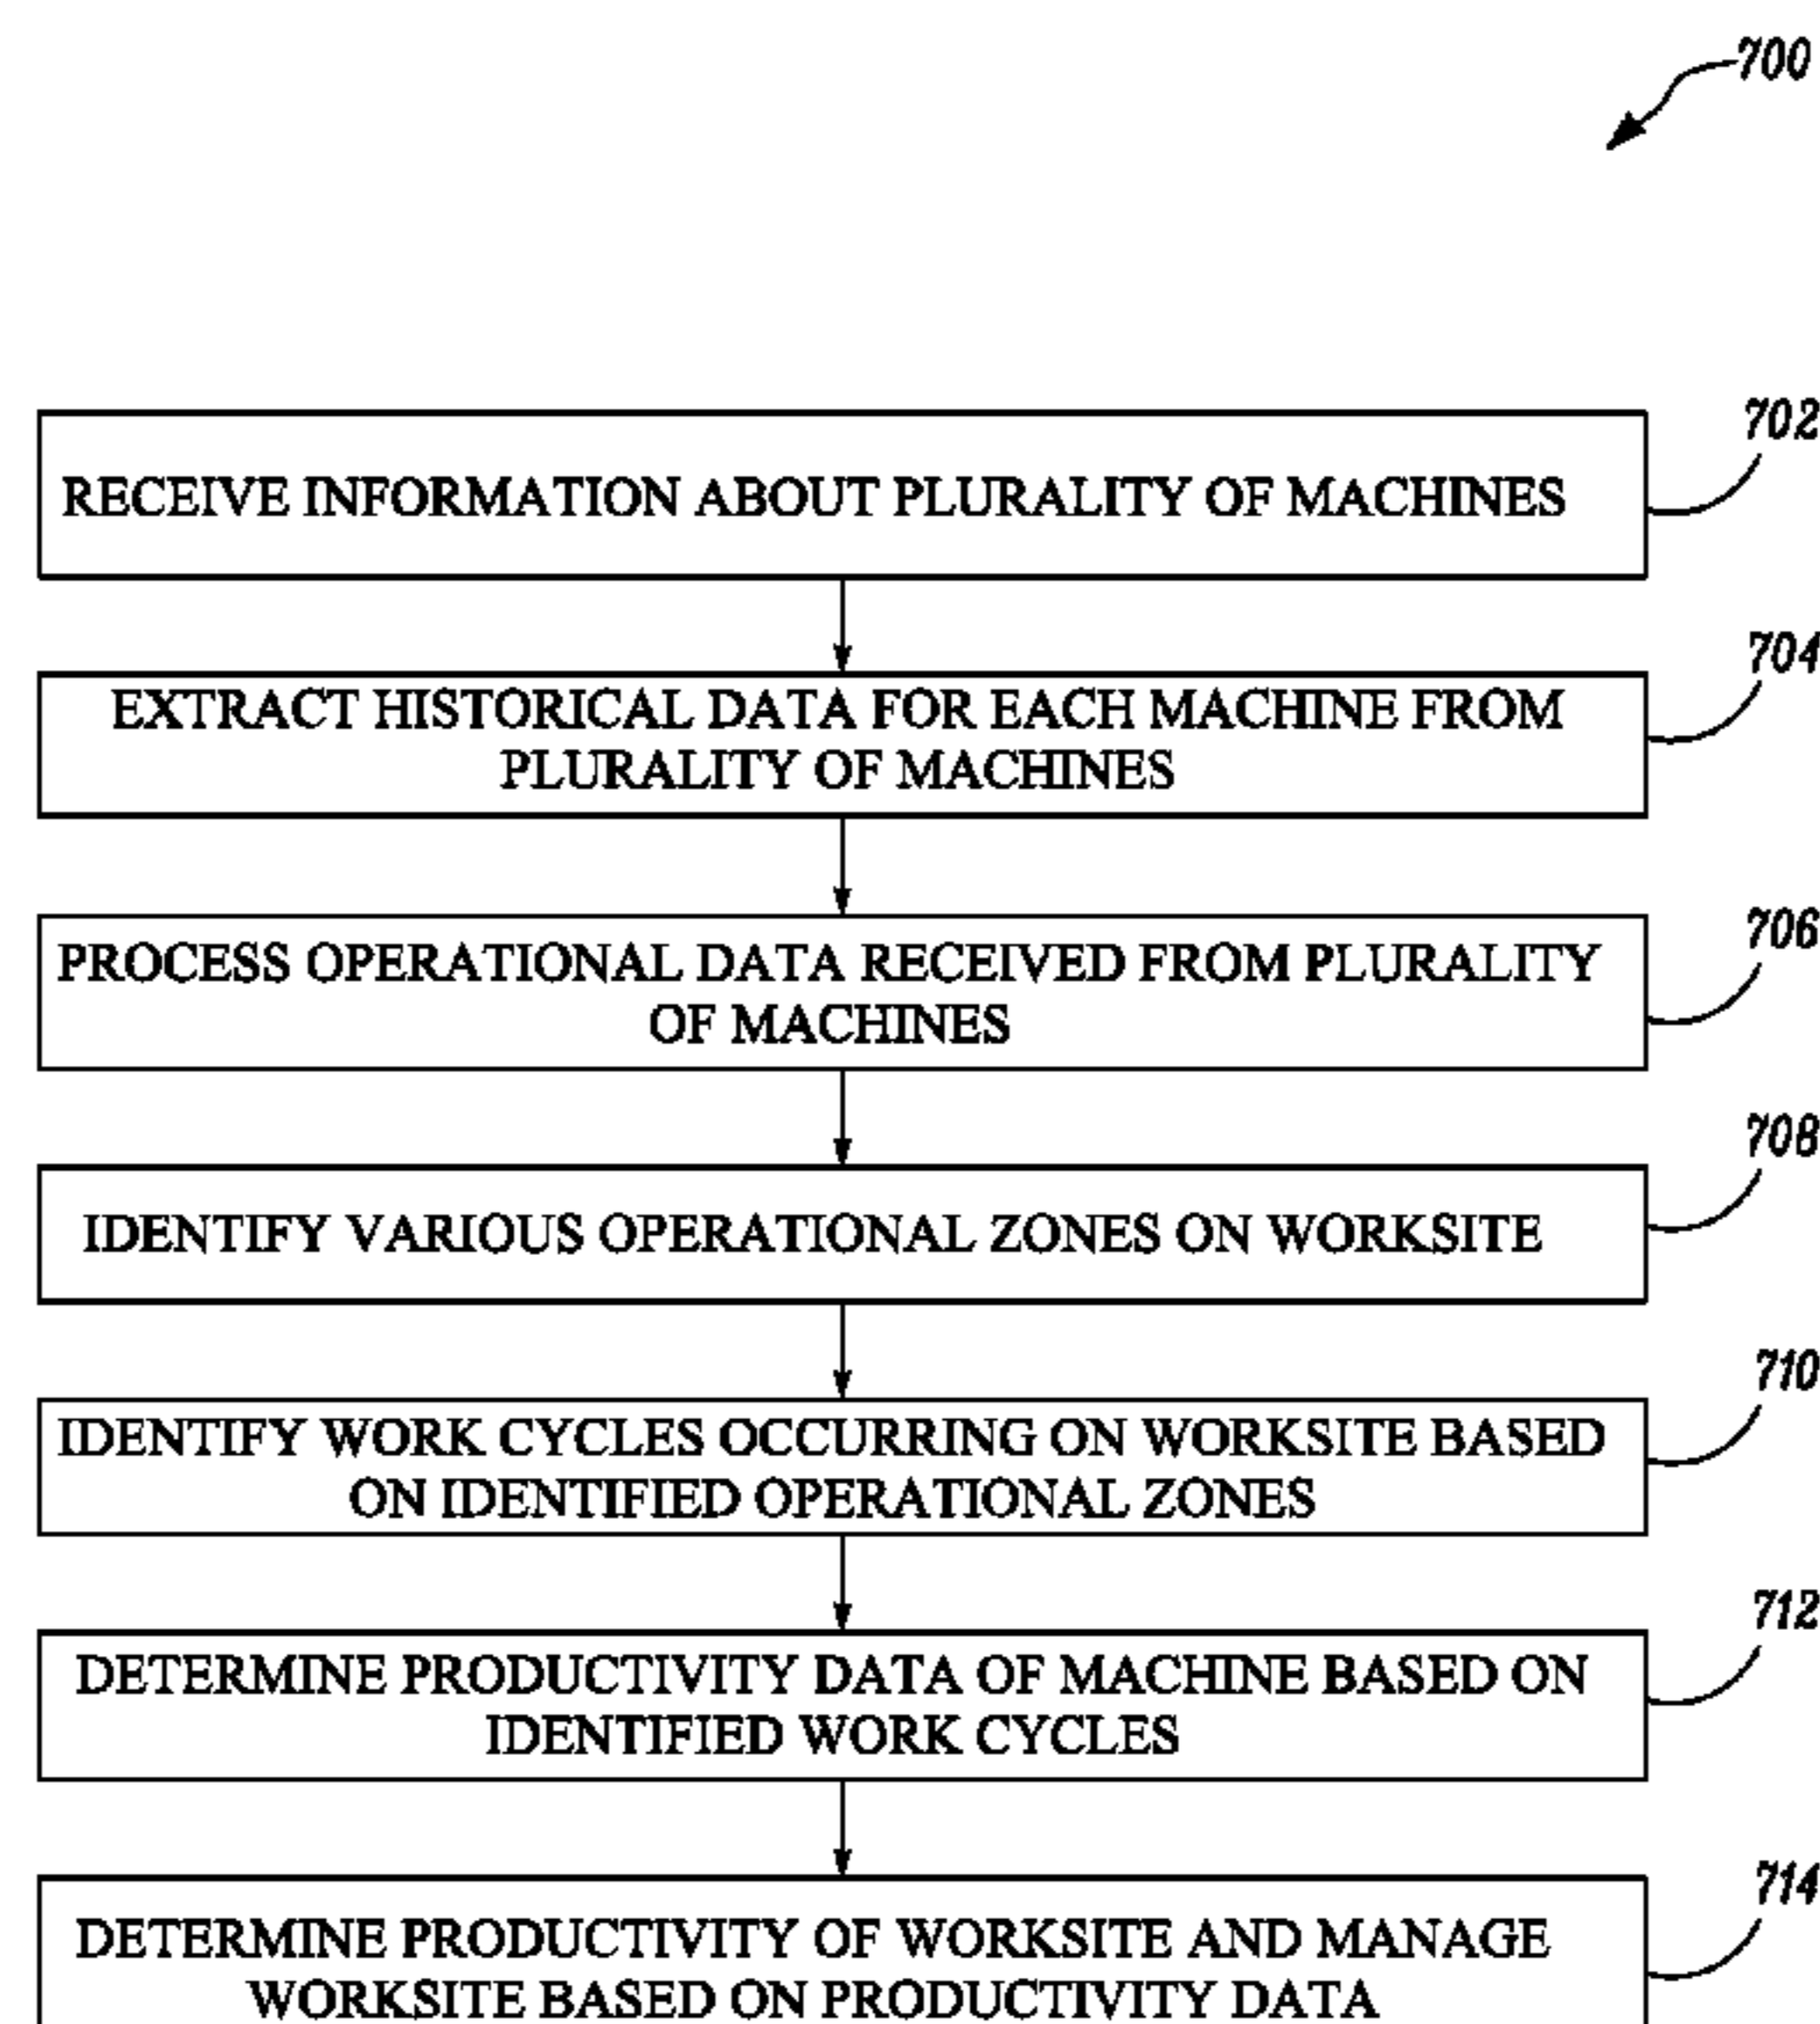 700
702
RECEIVE INFORMATION ABOUT PLURALITY OF MACHINES
704
EXTRACT HISTORICAL DATA FOR EACH MACHINE FROM
PLURALITY OF MACHINES
706
PROCESS OPERATIONAL DATA RECEIVED FROM PLURALITY
OF MACHINES
708
IDENTIFY VARIOUS OPERATIONAL ZONES ON WORKSITE
710
IDENTIFY WORK CYCLES OCCURRING ON WORKSITE BASED
ON IDENTIFIED OPERATIONAL ZONES
712
DETERMINE PRODUCTIVITY DATA OF MACHINE BASED ON
IDENTIFIED WORK CYCLES
714
DETERMINE PRODUCTIVITY OF WORKSITE AND MANAGE
WORKSITE BASED ON PRODUCTIVITY DATA